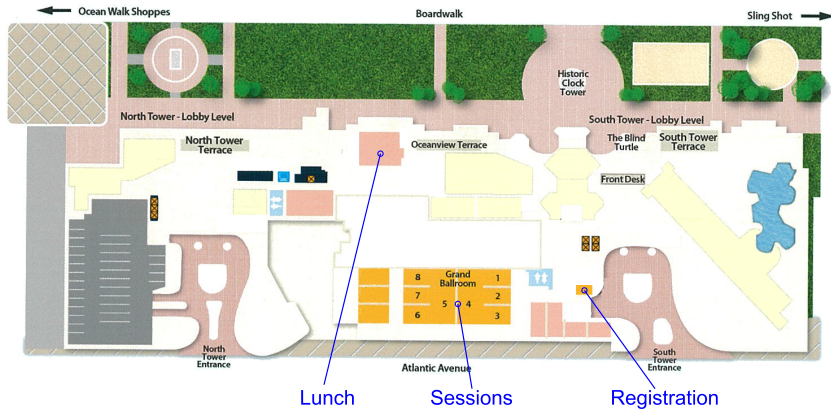 Ocean Walk Shoppes
Boardwalk
Sling Shot
Historic
Clock
Tower
North Tower - Lobby Level
South Tower - Lobby Level
North Tower
Terrace
Oceanview Terrace
The Blind
Turtle
South Tower
Terrace
Front Desk
Grand
Ballroom
8
1
7
5
4
2
6
3
North
Tower
Entrance
South
Tower
Entrance
Atlantic Avenue
Lunch
Sessions
Registration